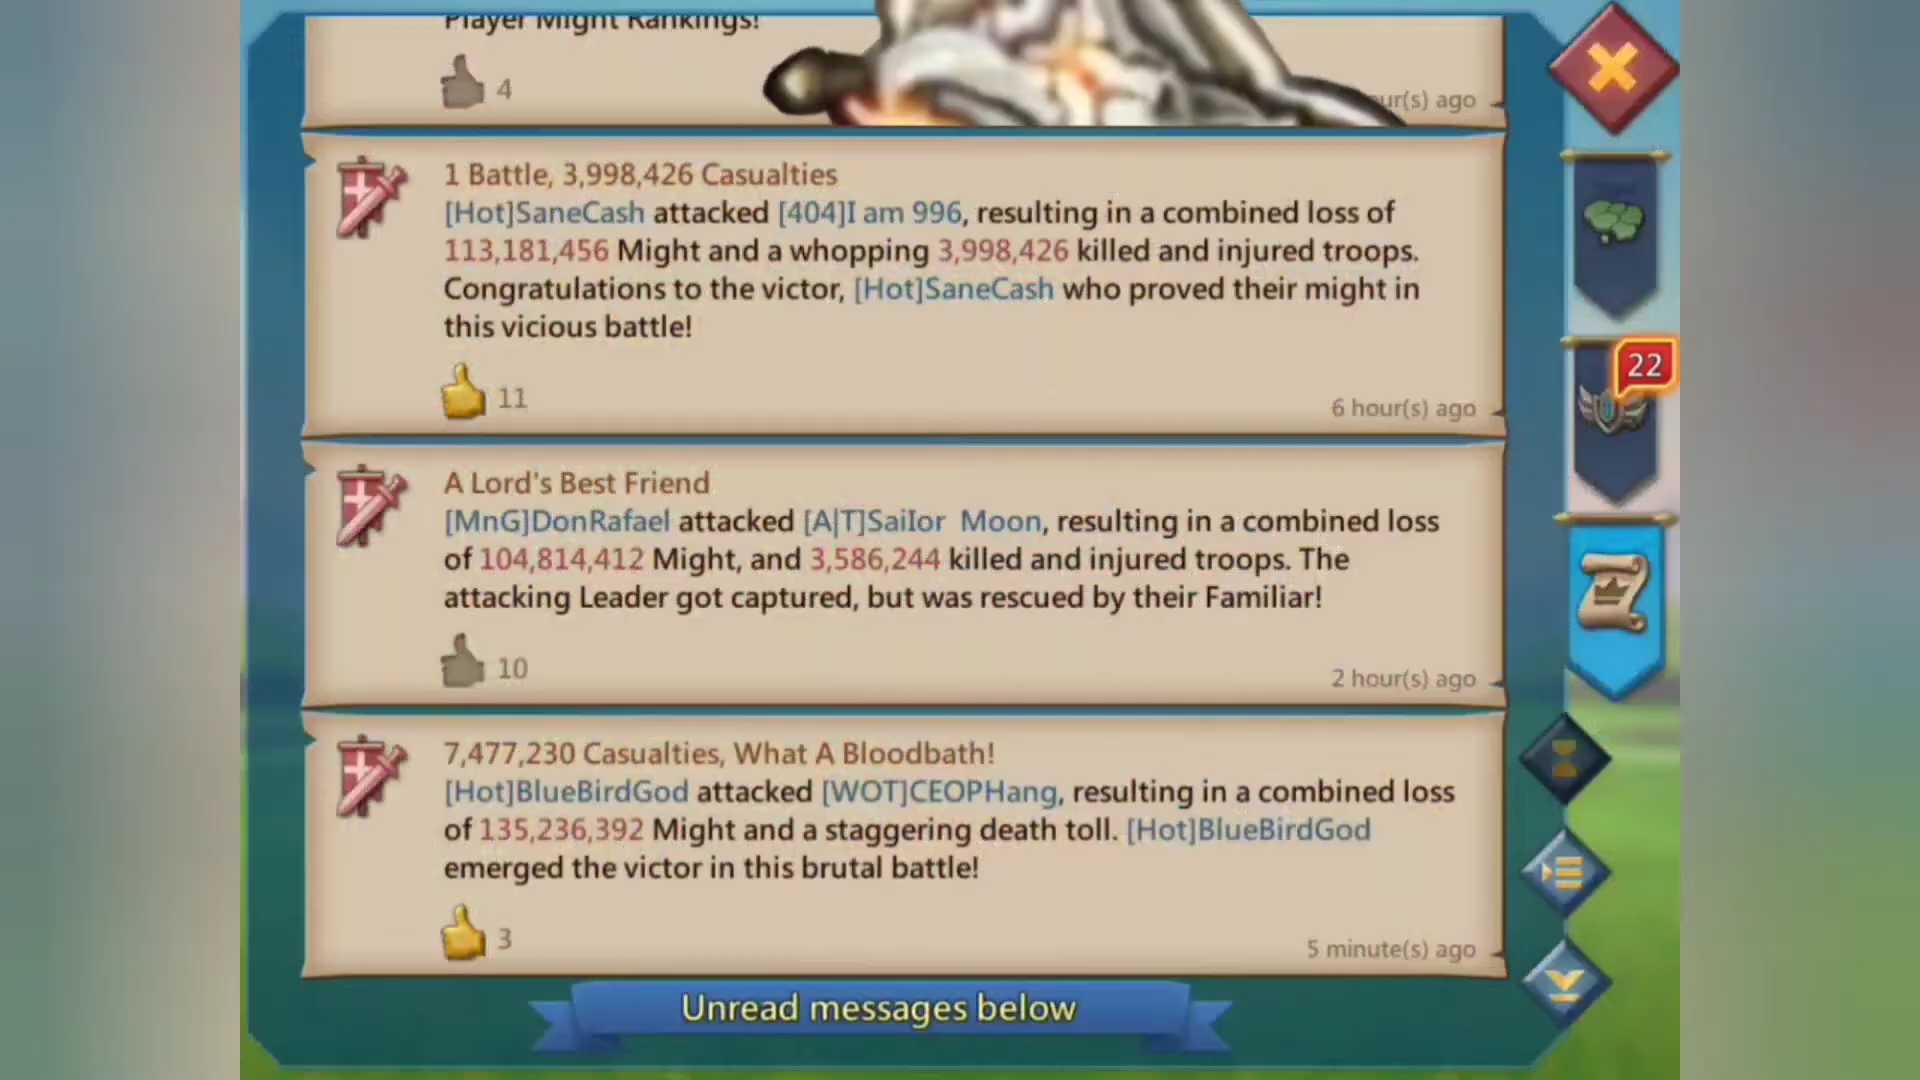 Player Might Rankings!
4
ur(s) ago
1 Battle, 3,998,426 Casualties
[Hot]SaneCash attacked [404]I am 996, resulting in a combined loss of
113,181,456 Might and a whopping 3,998,426 killed and injured troops.
Congratulations to the victor, [Hot]SaneCash who proved their might in
this vicious battle!
11
6 hour(s) ago
22
A Lord's Best Friend
[MnG]DonRafael attacked [A|T]SaiIor  Moon, resulting in a combined loss
of 104,814,412 Might, and 3,586,244 killed and injured troops. The
attacking Leader got captured, but was rescued by their Familiar!
10
2 hour(s) ago
7,477,230 Casualties, What A Bloodbath!
[Hot]BlueBirdGod attacked [WOT]CEOPHang, resulting in a combined loss
of 135,236,392 Might and a staggering death toll. [Hot]BlueBirdGod
emerged the victor in this brutal battle!
3
5 minute(s) ago
Unread messages below